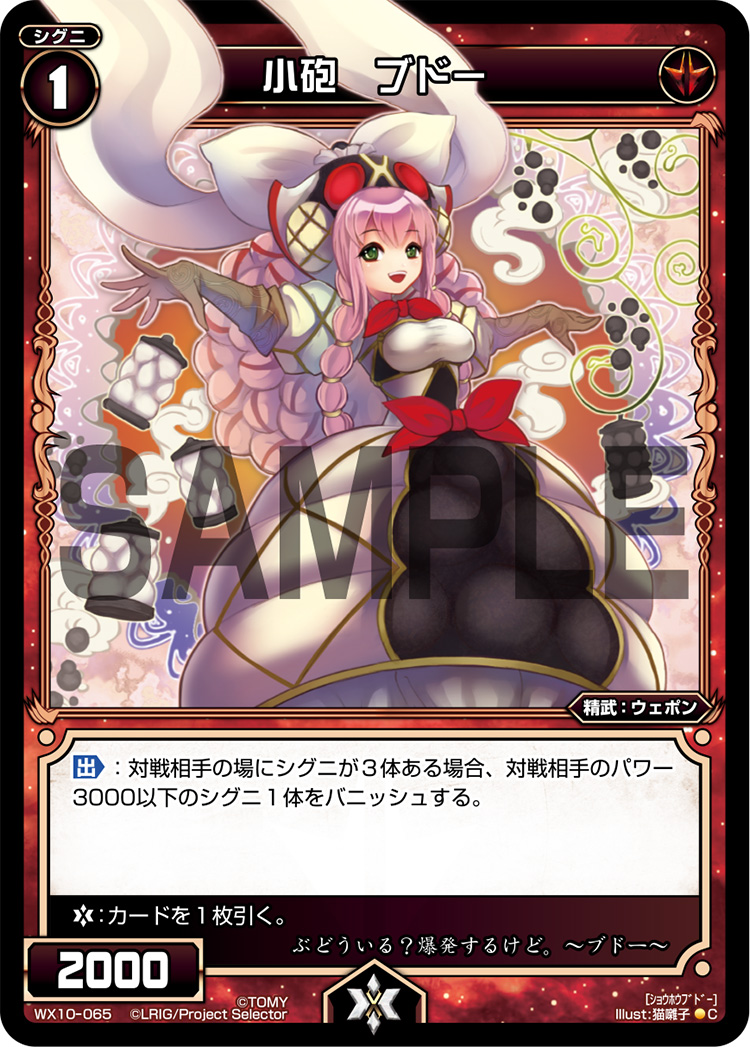 シグニ
1
小砲　ブドー
SAMPLE
精武：ウェポン
出：対戦相手の場にシグニが３体ある場合、対戦相手のパワー
3000以下のシグニ１体をバニッシュする。
：カードを１枚引く。
ぶどういる？爆発するけど。～ブドー～
2000
©TOMY
WX10-065 ©LRIG/Project Selector
[ｼｮｳﾎｳﾌﾞﾄﾞｰ]
Illust:猫囃子 C